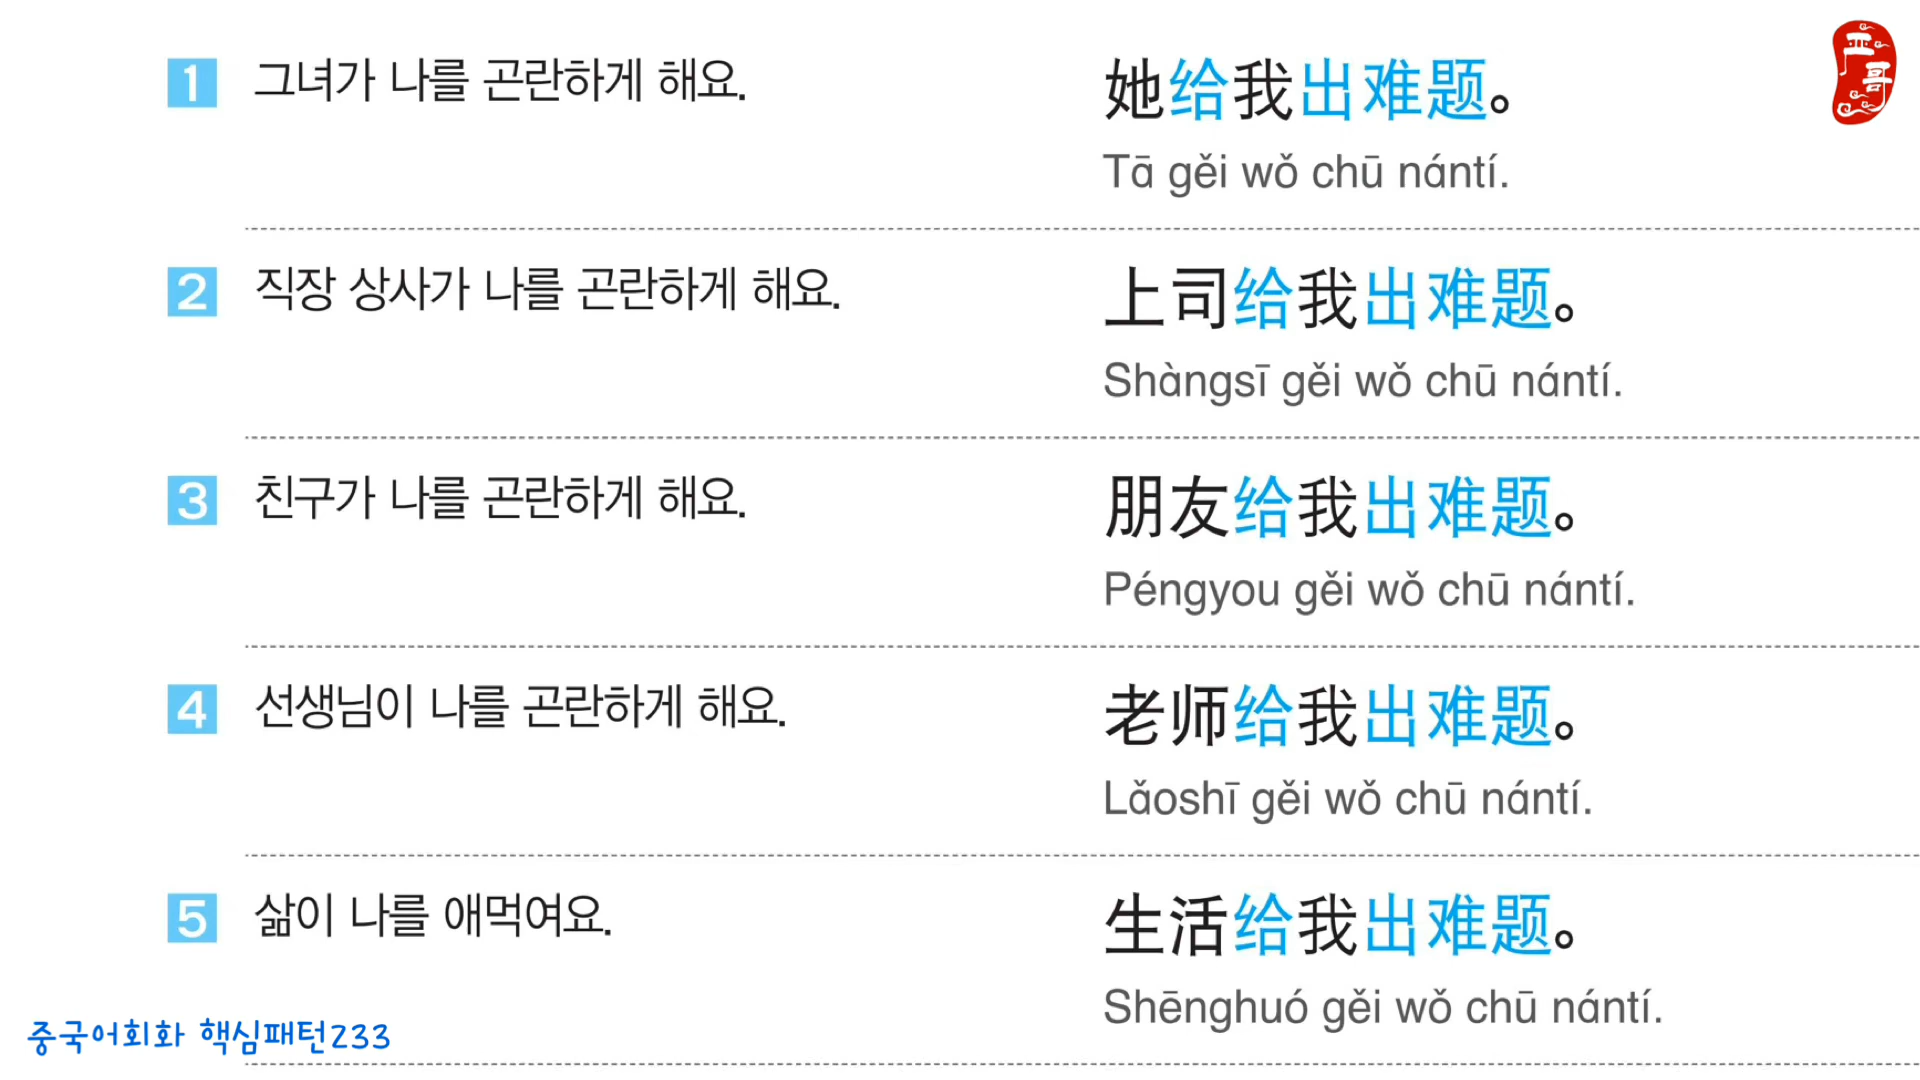 1 그녀가 나를 곤란하게 해요.
她给我出难题。
Tā gěi wǒ chū nántí.
2 직장 상사가 나를 곤란하게 해요.
上司给我出难题。
Shàngsī gěi wǒ chū nántí.
3 친구가 나를 곤란하게 해요.
朋友给我出难题。
Péngyou gěi wǒ chū nántí.
4 선생님이 나를 곤란하게 해요.
老师给我出难题。
Lǎoshī gěi wǒ chū nántí.
5 삶이 나를 애먹여요.
生活给我出难题。
Shēnghuó gěi wǒ chū nántí.
중국어회화 핵심패턴233